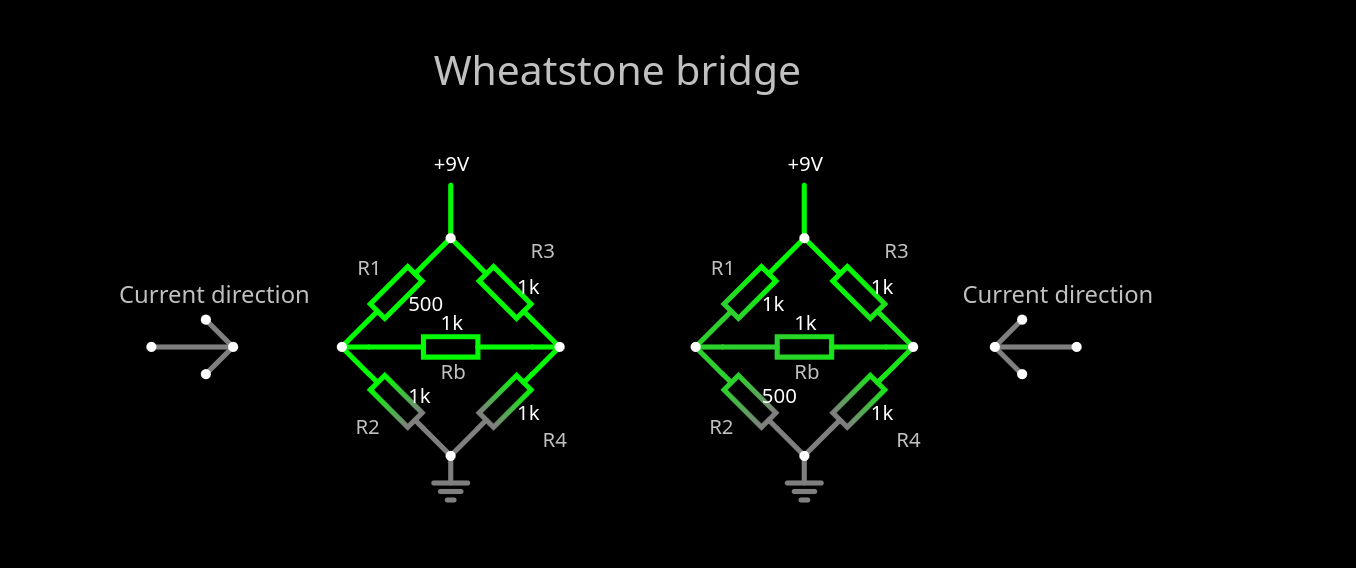 Wheatstone bridge
+9V
+9V
R1
R3
500
1k
R1
R3
1k
1k
Current direction
Current direction
1k
Rb
1k
Rb
R2
1k
1k
R4
R2
500
1k
R4